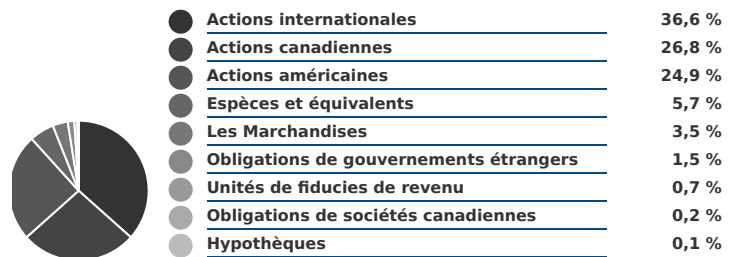 Actions internationales 36,6 %
Actions canadiennes 26,8 %
Actions américaines 24,9 %
Espèces et équivalents 5,7 %
Les Marchandises 3,5 %
Obligations de gouvernements étrangers 1,5 %
Unités de fiducies de revenu 0,7 %
Obligations de sociétés canadiennes 0,2 %
Hypothèques 0,1 %